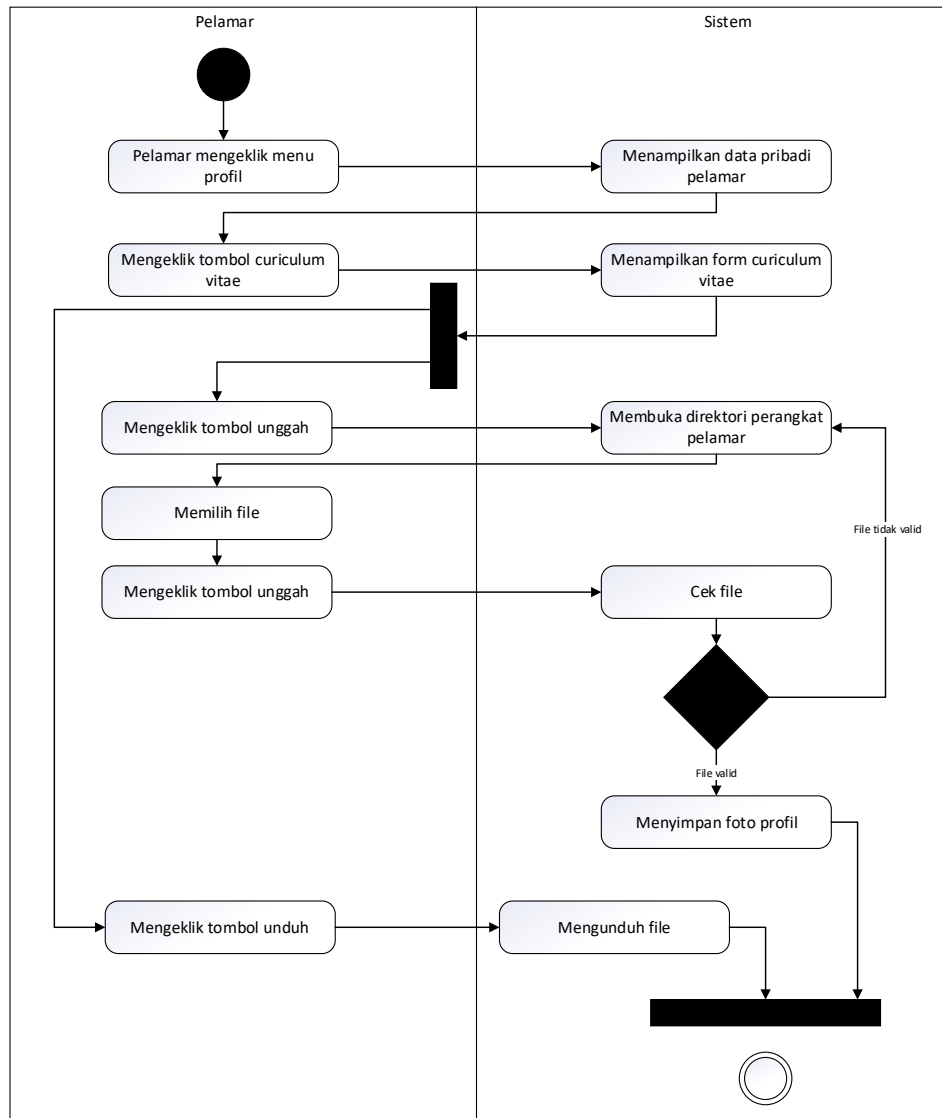 Pelamar
Sistem
Pelamar mengeklik menu
profil
Menampilkan data pribadi
pelamar
Mengeklik tombol curiculum
vitae
Menampilkan form curiculum
vitae
Mengeklik tombol unggah
Membuka direktori perangkat
pelamar
Memilih file
File tidak valid
Mengeklik tombol unggah
Cek file
File valid
Menyimpan foto profil
Mengeklik tombol unduh
Mengunduh file